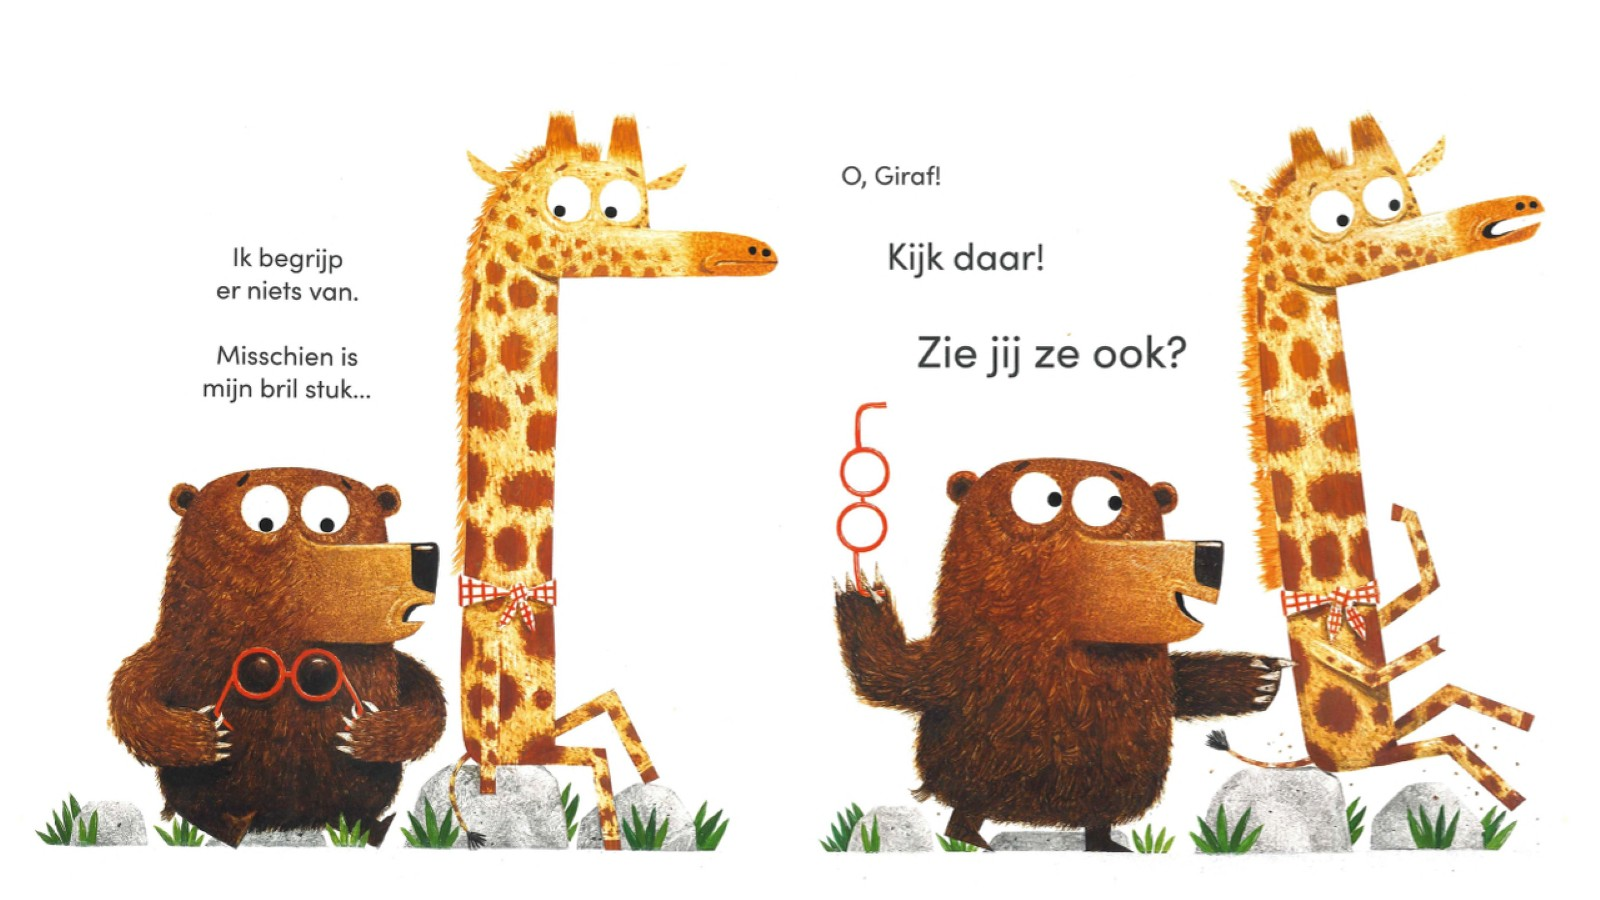 Ik begrijp
er niets van.
Misschien is
mijn bril stuk...
O, Giraf!
Kijk daar!
Zie jij ze ook?